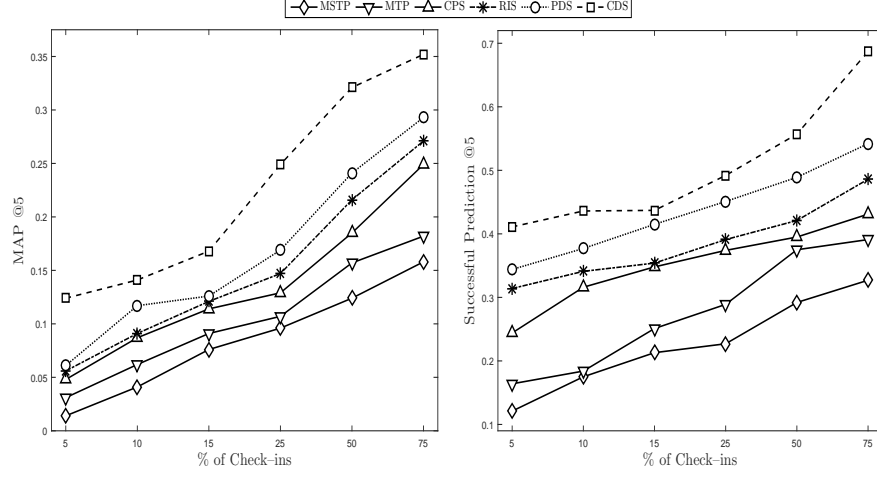 MSTP MTP CPS RIS PDS CDS
MAP @5
0.35
0.3
0.25
0.2
0.15
0.1
0.05
0
5 10 15 25 50 75
% of Check–ins
Successful Prediction @5
0.7
0.6
0.5
0.4
0.3
0.2
0.1
5 10 15 25 50 75
% of Check–ins